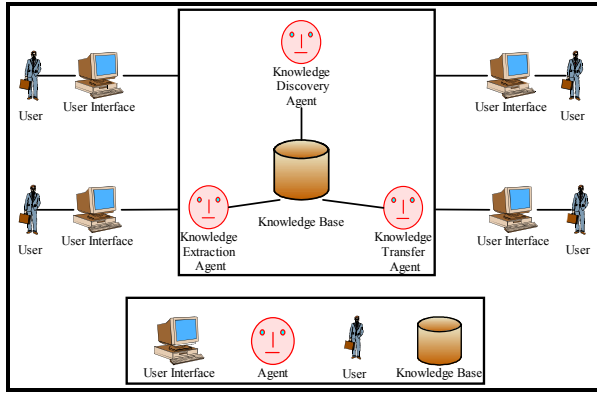 Knowledge
Discovery
Agent
User
User Interface
User Interface
User
Knowledge Base
User
User Interface
Knowledge
Extraction
Agent
Knowledge
Transfer
Agent
User Interface
User
User Interface
Agent
User
Knowledge Base